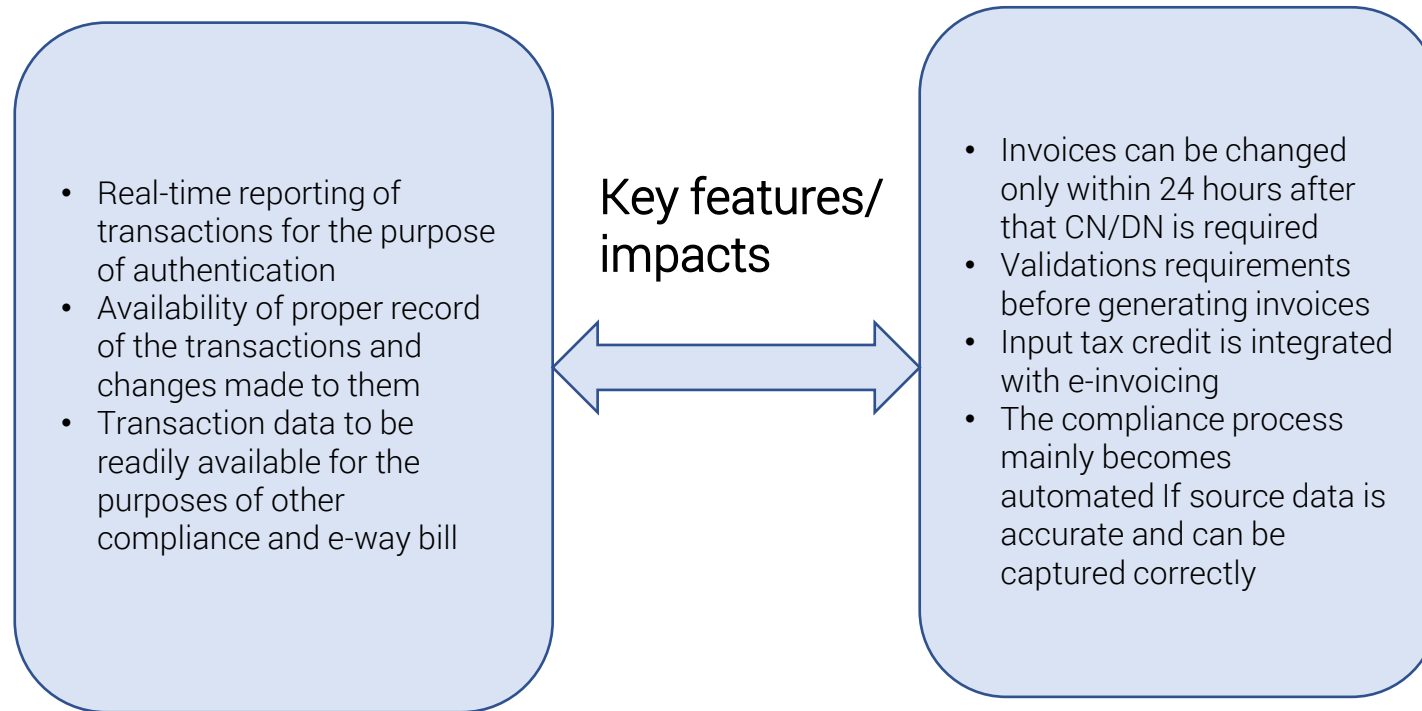 • Real-time reporting of
transactions for the purpose
of authentication
• Availability of proper record
of the transactions and
changes made to them
• Transaction data to be
readily available for the
purposes of other
compliance and e-way bill
Key features/
impacts
• Invoices can be changed
only within 24 hours after
that CN/DN is required
• Validations requirements
before generating invoices
• Input tax credit is integrated
with e-invoicing
• The compliance process
mainly becomes
automated If source data is
accurate and can be
captured correctly